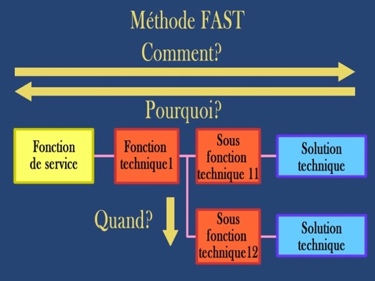 Méthode FAST
Comment?
Pourquoi?
Fonction
de service
Fonction
technique1
Sous
fonction
technique 11
Solution
technique
Quand?
Sous
fonction
technique12
Solution
technique